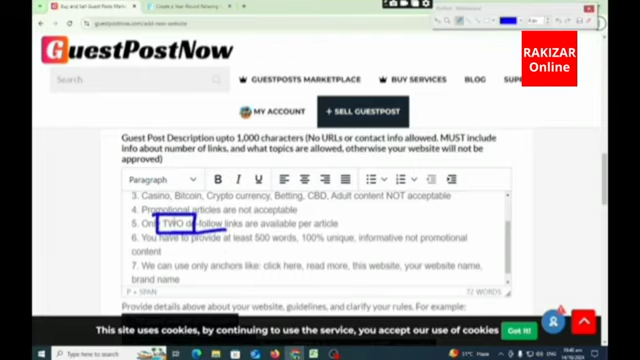 Buy and Sell Guest Posts Mark
Create a Year Round Relaxing
guestpostnow.com/add-new-website
GuestPostNow
RAKIZAR
Online
Search
GUESTPOSTS MARKETPLACE
BUY SERVICES
BLOG
MY ACCOUNT
+ SELL GUESTPOST
Guest Post Description upto 1,000 characters (No URLs or contact info allowed, MUST include
info about number of links, and what topics are allowed, otherwise your website will not be
approved)
Paragraph
B I U
3. Casino, Bitcoin, Crypto currency, Betting, CBD, Adult content NOT acceptable
4. Promotional articles are not acceptable
5. Only TWO do-follow links are available per article
6. You have to provide at least 500 words, 100% unique, informative not promotional
content
7. We can use only anchors like: click here, read more, this website, your website name,
brand name
P » SPAN
72 WORDS
Provide details above about your website, guidelines, and clarify your rules. For example:
This site uses cookies, by continuing to use the service, you accept our use of cookies
Got it!
Type here to search
31°C Haze
14/10/2024